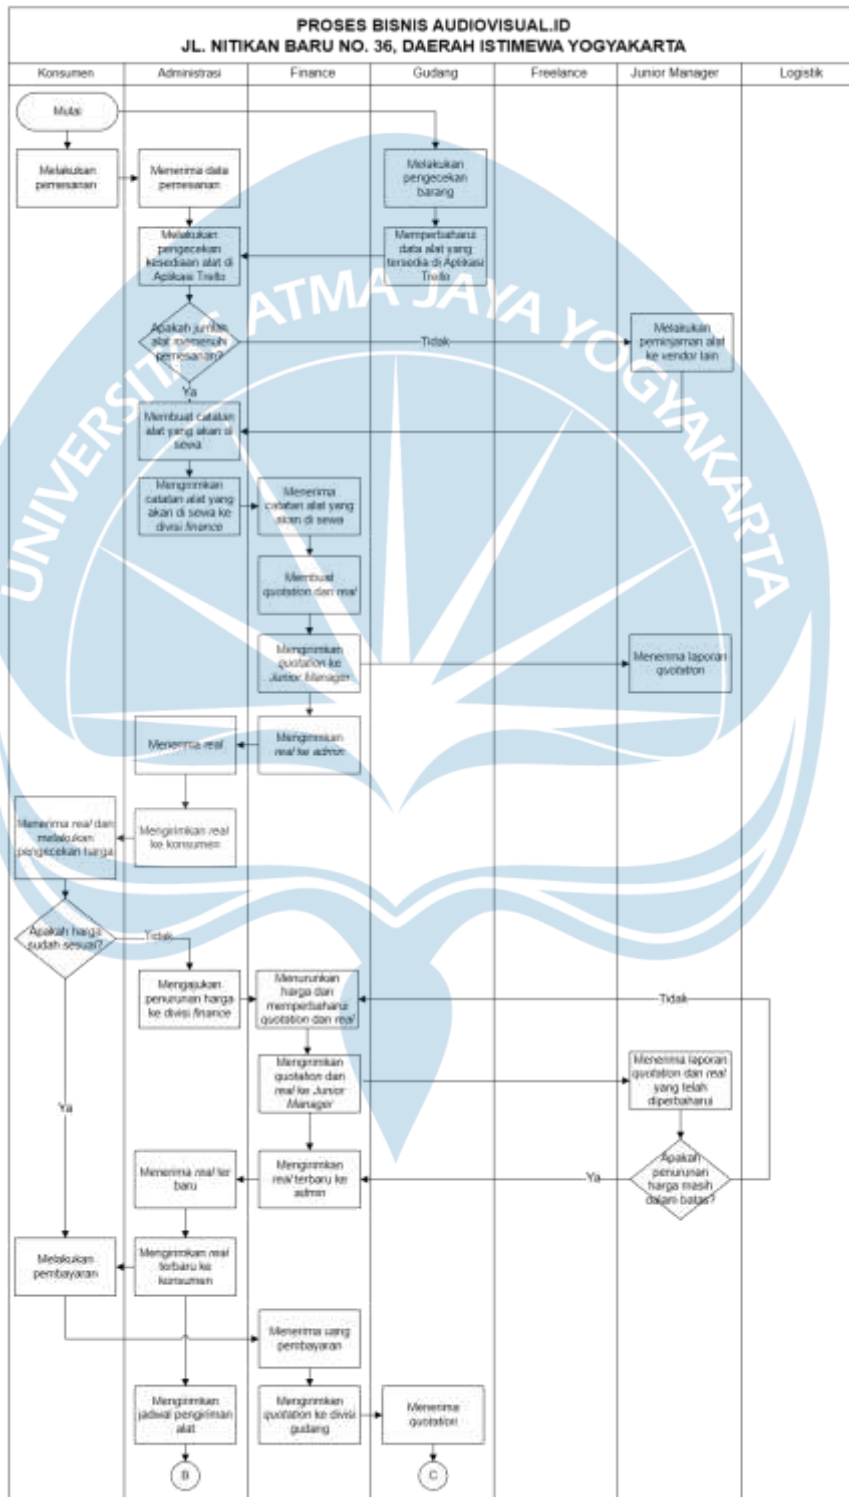 PROSES BISNIS AUDIOVISUAL.ID
JL. NITIKAN BARU NO. 36, DAERAH ISTIMEWA YOGYAKARTA
Konsumen
Administrasi
Finance
Gudang
Freelance
Junior Manager
Logistik
Mulai
Melakukan
pemesanan
Menerima data
pemesanan
Melakukan
pengecekan
barang
Melakukan
pengecekan
kesediaan alat di
Aplikasi Trello
Memperbaharui
data alat yang
tersedia di Aplikasi
Trello
UNIVERSITAS ATMA JAYA YOGYAKARTA
Apakah jumlah
alat memenuhi
pemesanan?
Tidak
Melakukan
peminjaman alat
ke vendor lain
Ya
Membuat catatan
alat yang akan di
sewa
Mengirimkan
catatan alat yang
akan di sewa ke
divisi finance
Menerima
catatan alat yang
akan di sewa
Membuat
quotation dan real
Mengirimkan
quotation ke
Junior Manager
Menerima laporan
quotation
Mengirimkan
real ke admin
Menerima real
Mengirimkan real
ke konsumen
Menerima real dan
melakukan
pengecekan harga
Apakah harga
sudah sesuai?
Tidak
Mengajukan
penurunan harga
ke divisi finance
Menurunkan
harga dan
memperbaharui
quotation dan real
Tidak
Mengirimkan
quotation dan
real ke Junior
Manager
Menerima laporan
quotation dan real
yang telah
diperbaharui
Ya
Apakah
penurunan
harga masih
dalam batas?
Ya
Mengirimkan
real terbaru ke
admin
Menerima real ter
baru
Mengirimkan real
terbaru ke
konsumen
Melakukan
pembayaran
Menerima uang
pembayaran
Mengirimkan
jadwal pengiriman
alat
Mengirimkan
quotation ke divisi
gudang
Menerima
quotation
B
C